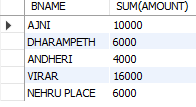 BNAME SUM(AMOUNT)
AJNI 10000
DHARAMPETH 6000
ANDHERI 4000
VIRAR 16000
NEHRU PLACE 6000